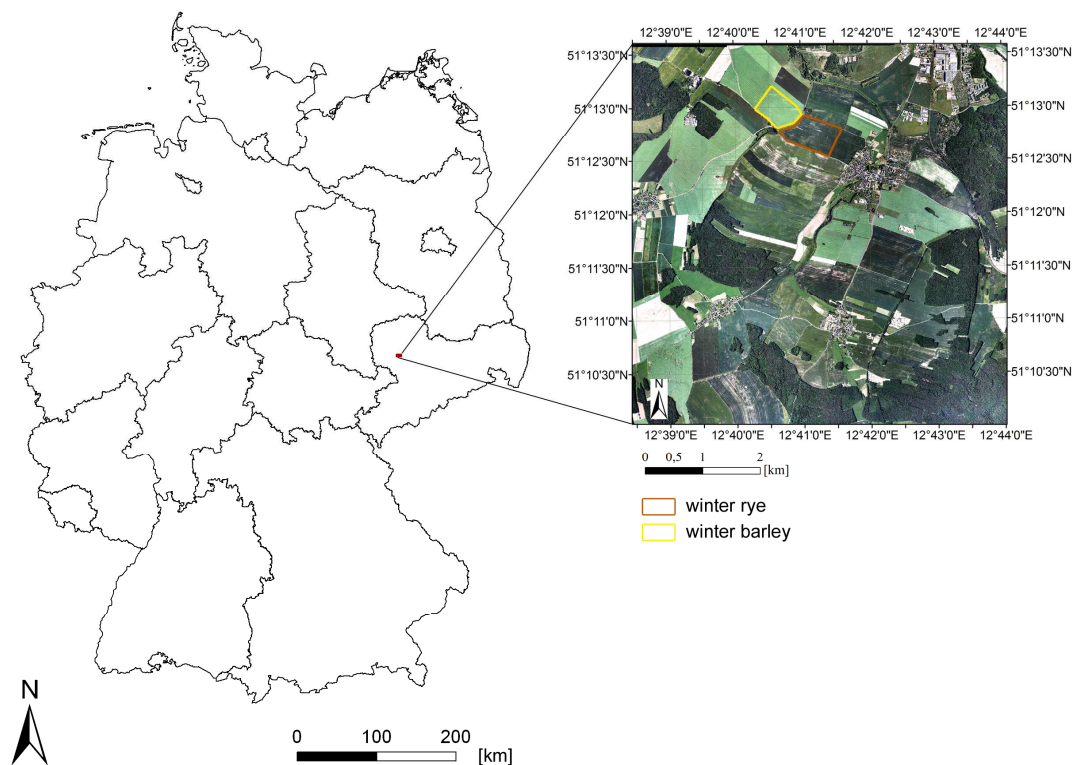 12°39'0"E 12°40'0"E 12°41'0"E 12°42'0"E 12°43'0"E 12°44'0"E
51°13'30"N 51°13'30"N
51°13'0"N 51°13'0"N
51°12'30"N 51°12'30"N
51°12'0"N 51°12'0"N
51°11'30"N 51°11'30"N
51°11'0"N 51°11'0"N
51°10'30"N 51°10'30"N
N
12°39'0"E 12°40'0"E 12°41'0"E 12°42'0"E 12°43'0"E 12°44'0"E
0 0,5 1 2
[km]
winter rye
winter barley
N
0 100 200
[km]